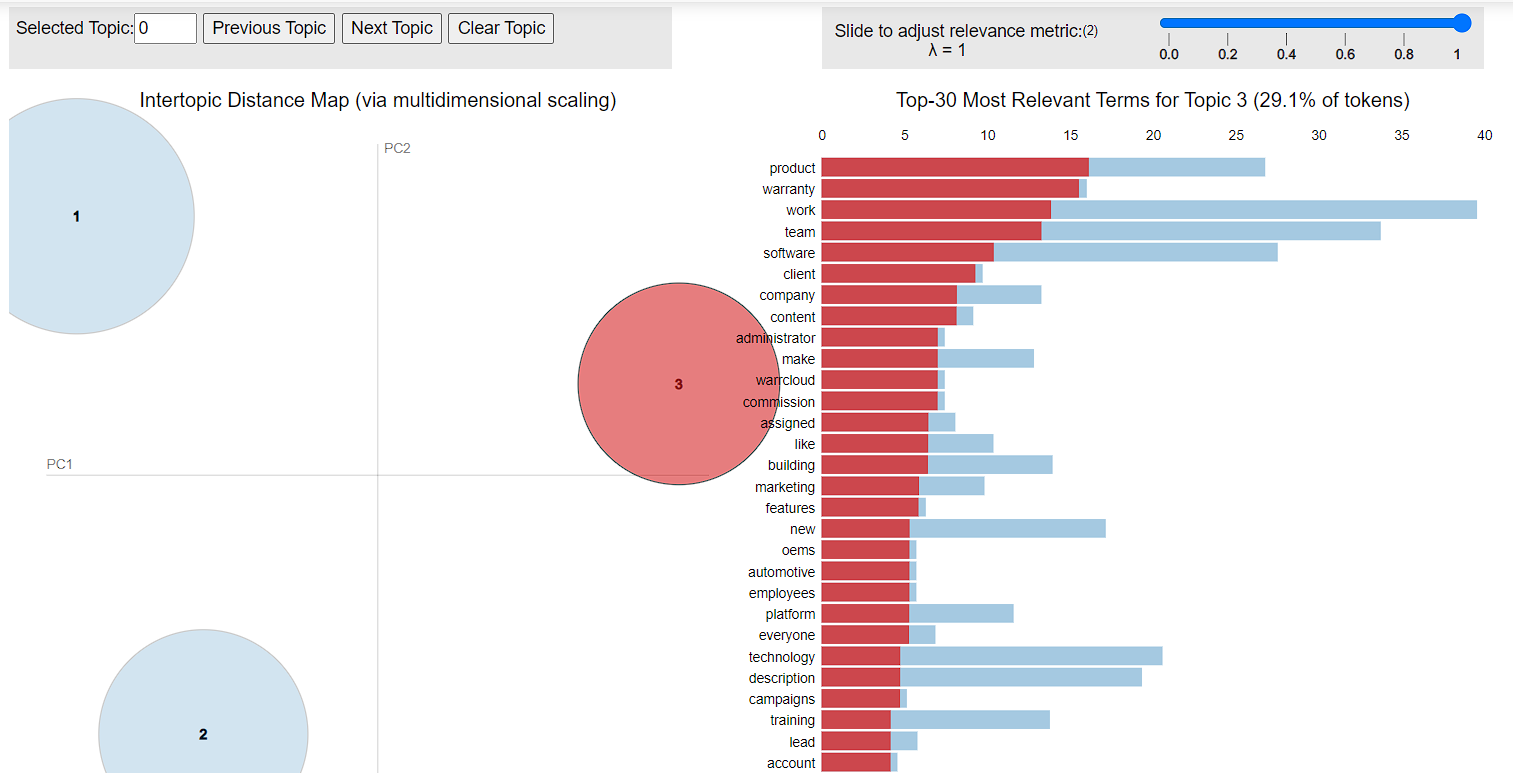 Selected Topic: 0 Previous Topic Next Topic Clear Topic
Slide to adjust relevance metric:(2)
λ = 1
0.0 0.2 0.4 0.6 0.8 1
Intertopic Distance Map (via multidimensional scaling)
PC2
PC1
1
3
2
Top-30 Most Relevant Terms for Topic 3 (29.1% of tokens)
0 5 10 15 20 25 30 35 40
product
warranty
work
team
software
client
company
content
administrator
make
warrcloud
commission
assigned
like
building
marketing
features
new
oems
automotive
employees
platform
everyone
technology
description
campaigns
training
lead
account